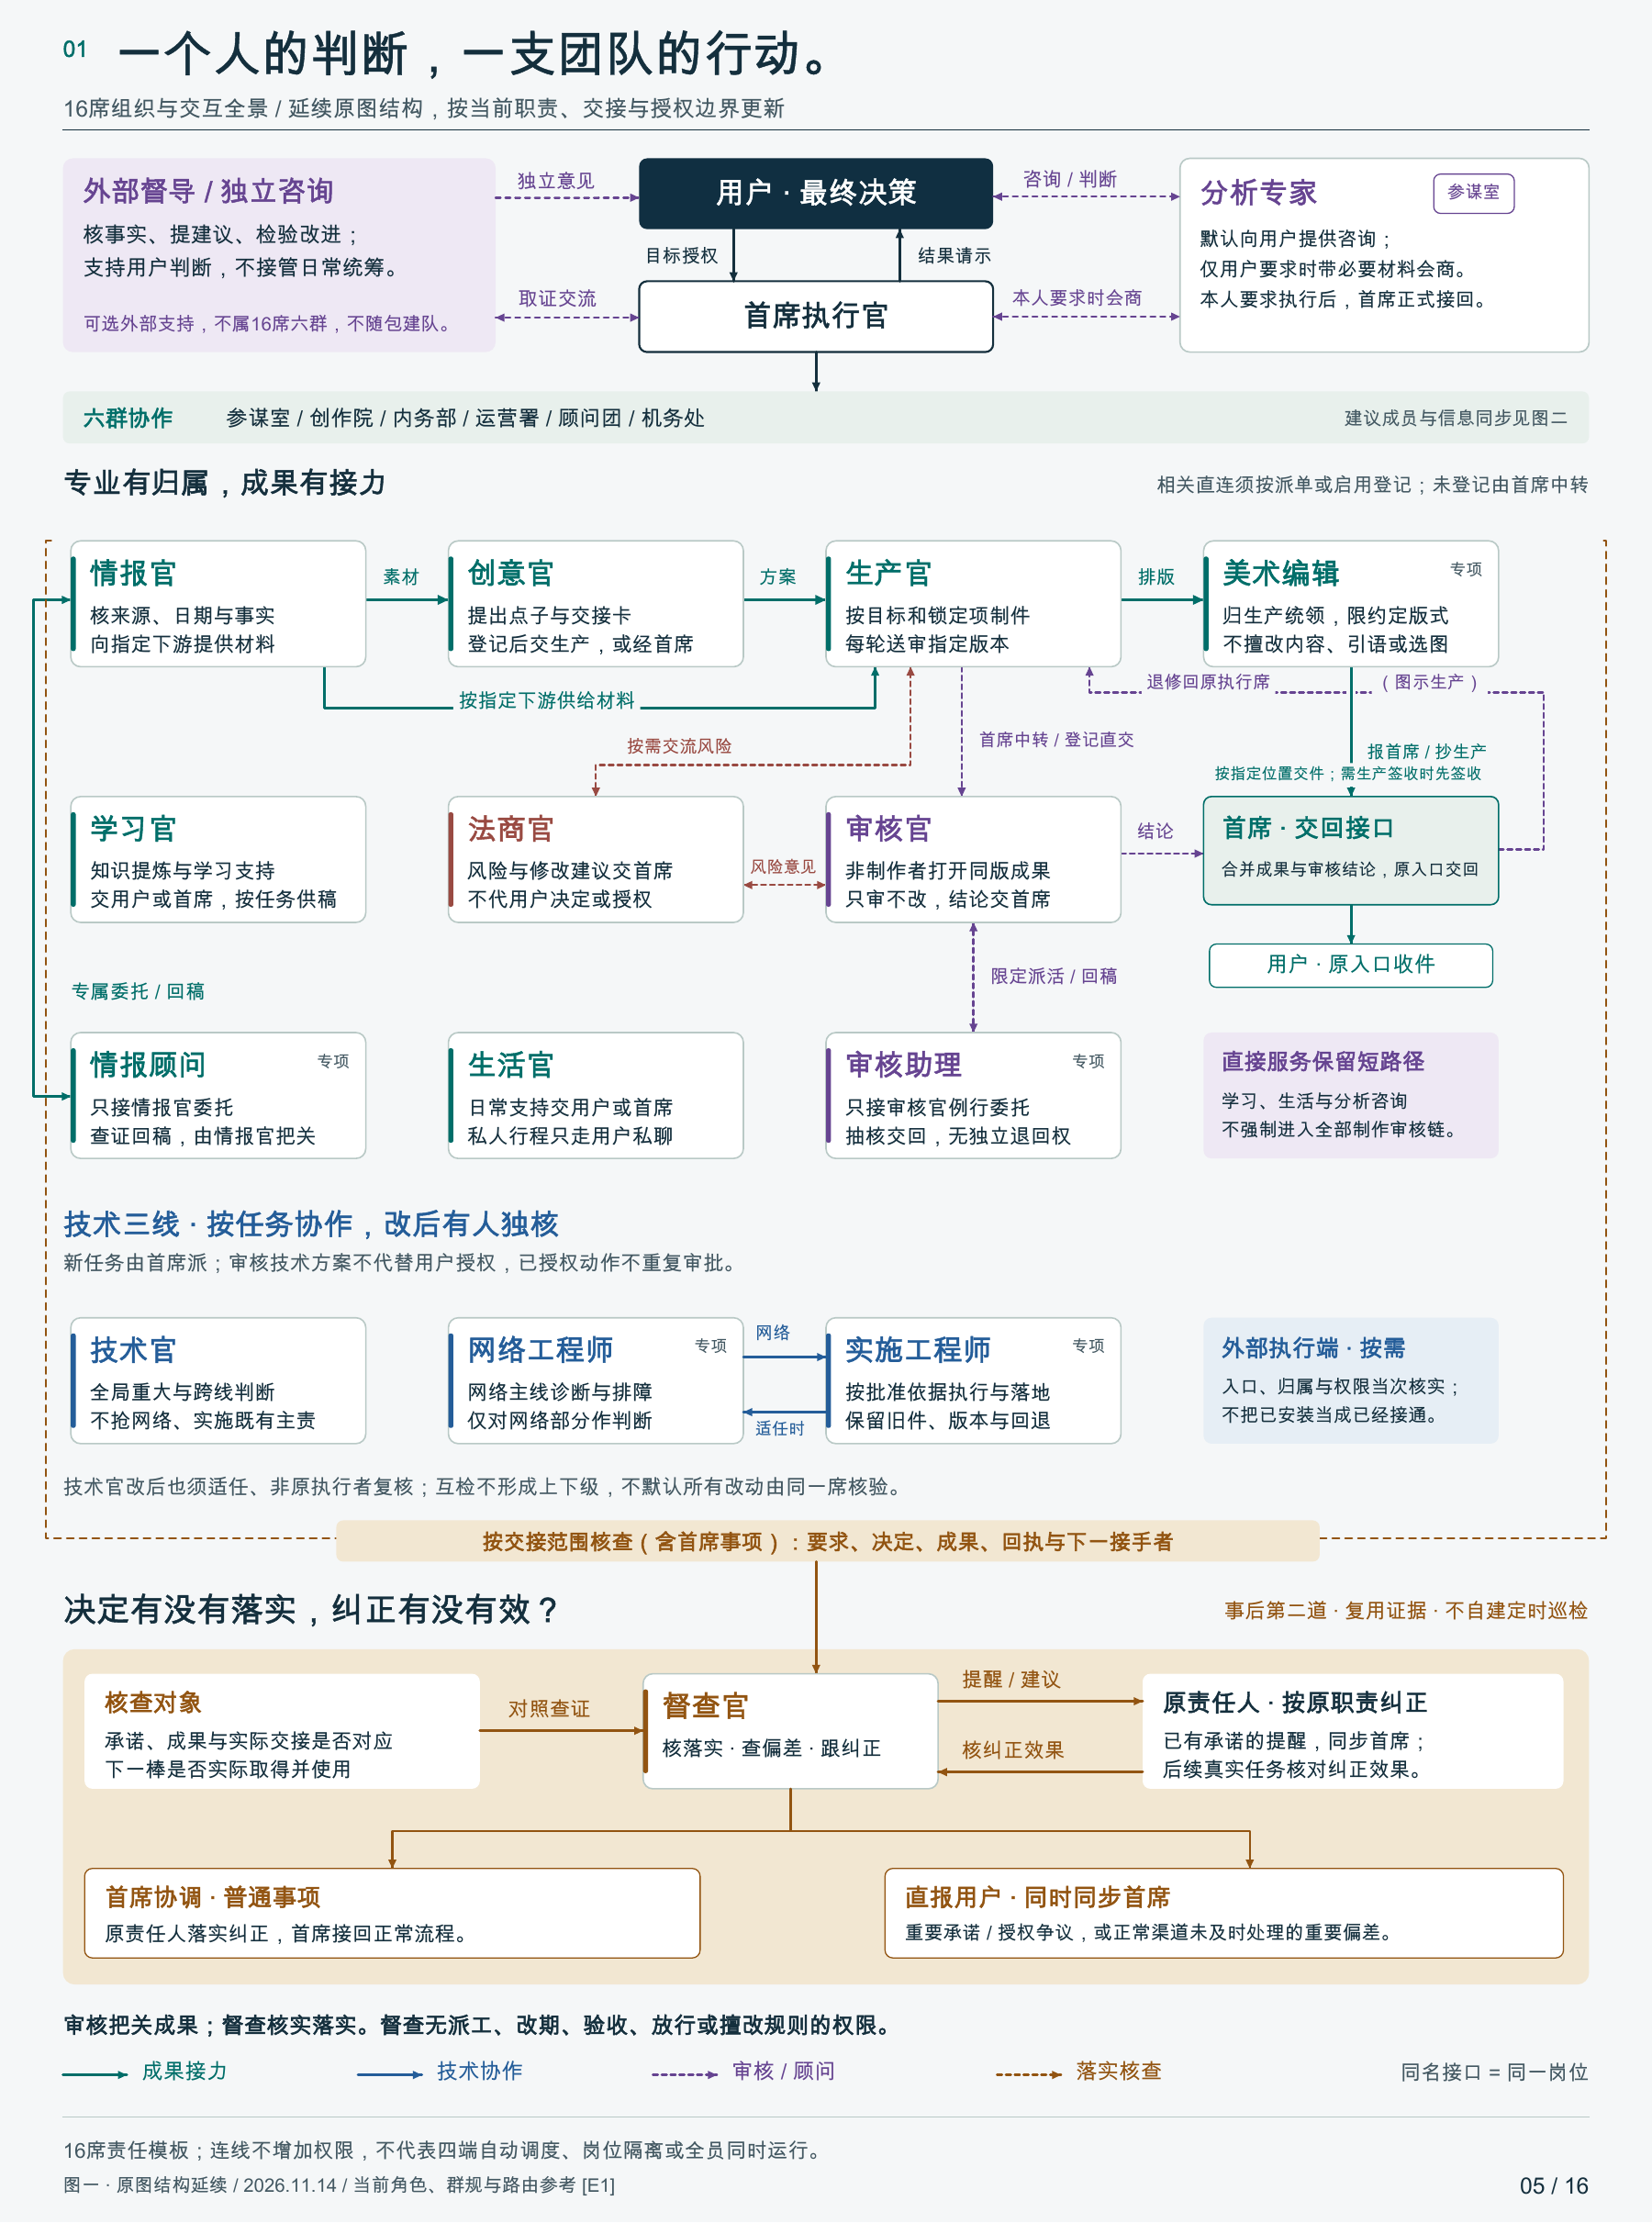 01 一个人的判断，一支团队的行动。
16席组织与交互全景 / 延续原图结构，按当前职责、交接与授权边界更新
外部督导 / 独立咨询
核事实、提建议、检验改进；
支持用户判断，不接管日常统筹。
可选外部支持，不属16席六群，不随包建队。
独立意见
取证交流
用户 · 最终决策
目标授权
结果请示
首席执行官
咨询 / 判断
本人要求时会商
分析专家
参谋室
默认向用户提供咨询；
仅用户要求时带必要材料会商。
本人要求执行后，首席正式接回。
六群协作
参谋室 / 创作院 / 内务部 / 运营署 / 顾问团 / 机务处
建议成员与信息同步见图二
专业有归属，成果有接力
相关直连须按派单或启用登记；未登记由首席中转
情报官
核来源、日期与事实
向指定下游提供材料
素材
创意官
提出点子与交接卡
登记后交生产，或经首席
方案
生产官
按目标和锁定项制件
每轮送审指定版本
排版
美术编辑
专项
归生产统领，限约定版式
不擅改内容、引语或选图
按指定下游供给材料
退修回原执行席
（图示生产）
按需交流风险
首席中转 / 登记直交
报首席 / 抄生产
按指定位置交件；需生产签收时先签收
学习官
知识提炼与学习支持
交用户或首席，按任务供稿
法商官
风险与修改建议交首席
不代用户决定或授权
风险意见
审核官
非制作者打开同版成果
只审不改，结论交首席
结论
首席 · 交回接口
合并成果与审核结论，原入口交回
用户 · 原入口收件
专属委托 / 回稿
限定派活 / 回稿
情报顾问
专项
只接情报官委托
查证回稿，由情报官把关
生活官
日常支持交用户或首席
私人行程只走用户私聊
审核助理
专项
只接审核官例行委托
抽核交回，无独立退回权
直接服务保留短路径
学习、生活与分析咨询
不强制进入全部制作审核链。
技术三线 · 按任务协作，改后有人独核
新任务由首席派；审核技术方案不代替用户授权，已授权动作不重复审批。
技术官
全局重大与跨线判断
不抢网络、实施既有主责
网络工程师
专项
网络主线诊断与排障
仅对网络部分作判断
网络
适任时
实施工程师
专项
按批准依据执行与落地
保留旧件、版本与回退
外部执行端 · 按需
入口、归属与权限当次核实；
不把已安装当成已经接通。
技术官改后也须适任、非原执行者复核；互检不形成上下级，不默认所有改动由同一席核验。
按交接范围核查（含首席事项）：要求、决定、成果、回执与下一接手者
决定有没有落实，纠正有没有效？
事后第二道 · 复用证据 · 不自建定时巡检
核查对象
承诺、成果与实际交接是否对应
下一棒是否实际取得并使用
对照查证
督查官
核落实 · 查偏差 · 跟纠正
提醒 / 建议
核纠正效果
原责任人 · 按原职责纠正
已有承诺的提醒，同步首席；
后续真实任务核对纠正效果。
首席协调 · 普通事项
原责任人落实纠正，首席接回正常流程。
直报用户 · 同时同步首席
重要承诺 / 授权争议，或正常渠道未及时处理的重要偏差。
审核把关成果；督查核实落实。督查无派工、改期、验收、放行或擅改规则的权限。
成果接力
技术协作
审核 / 顾问
落实核查
同名接口 = 同一岗位
16席责任模板；连线不增加权限，不代表四端自动调度、岗位隔离或全员同时运行。
图一 · 原图结构延续 / 2026.11.14 / 当前角色、群规与路由参考 [E1]
05 / 16